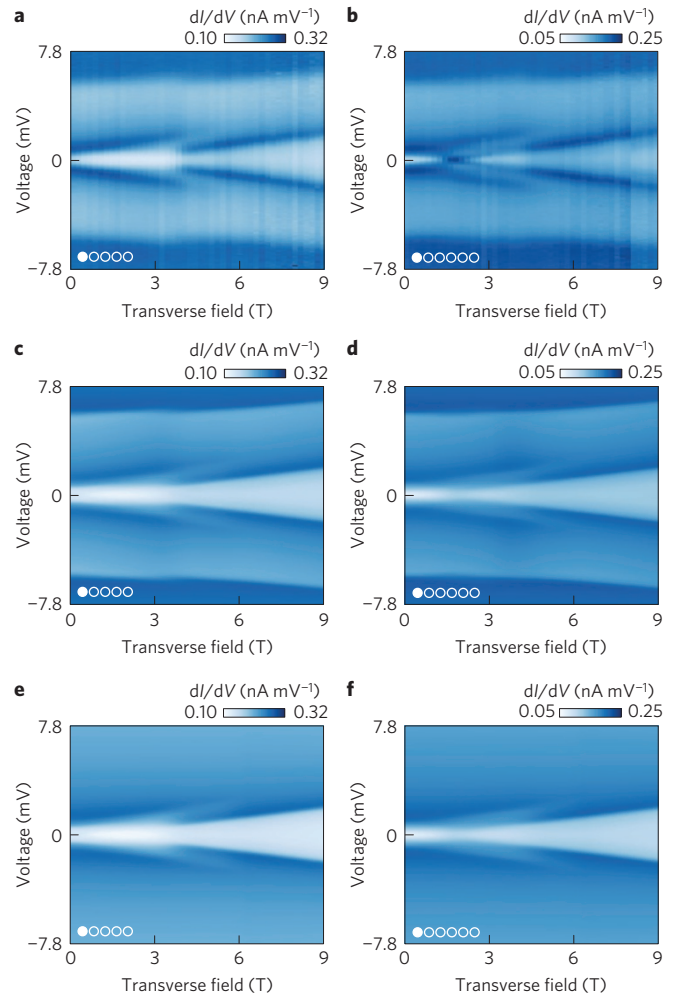 a
dI/dV (nA mV⁻¹)
0.10 0.32
7.8
0
−7.8
Voltage (mV)
0 3 6 9
Transverse field (T)
b
dI/dV (nA mV⁻¹)
0.05 0.25
7.8
0
−7.8
Voltage (mV)
0 3 6 9
Transverse field (T)
c
dI/dV (nA mV⁻¹)
0.10 0.32
7.8
0
−7.8
Voltage (mV)
0 3 6 9
Transverse field (T)
d
dI/dV (nA mV⁻¹)
0.05 0.25
7.8
0
−7.8
Voltage (mV)
0 3 6 9
Transverse field (T)
e
dI/dV (nA mV⁻¹)
0.10 0.32
7.8
0
−7.8
Voltage (mV)
0 3 6 9
Transverse field (T)
f
dI/dV (nA mV⁻¹)
0.05 0.25
7.8
0
−7.8
Voltage (mV)
0 3 6 9
Transverse field (T)